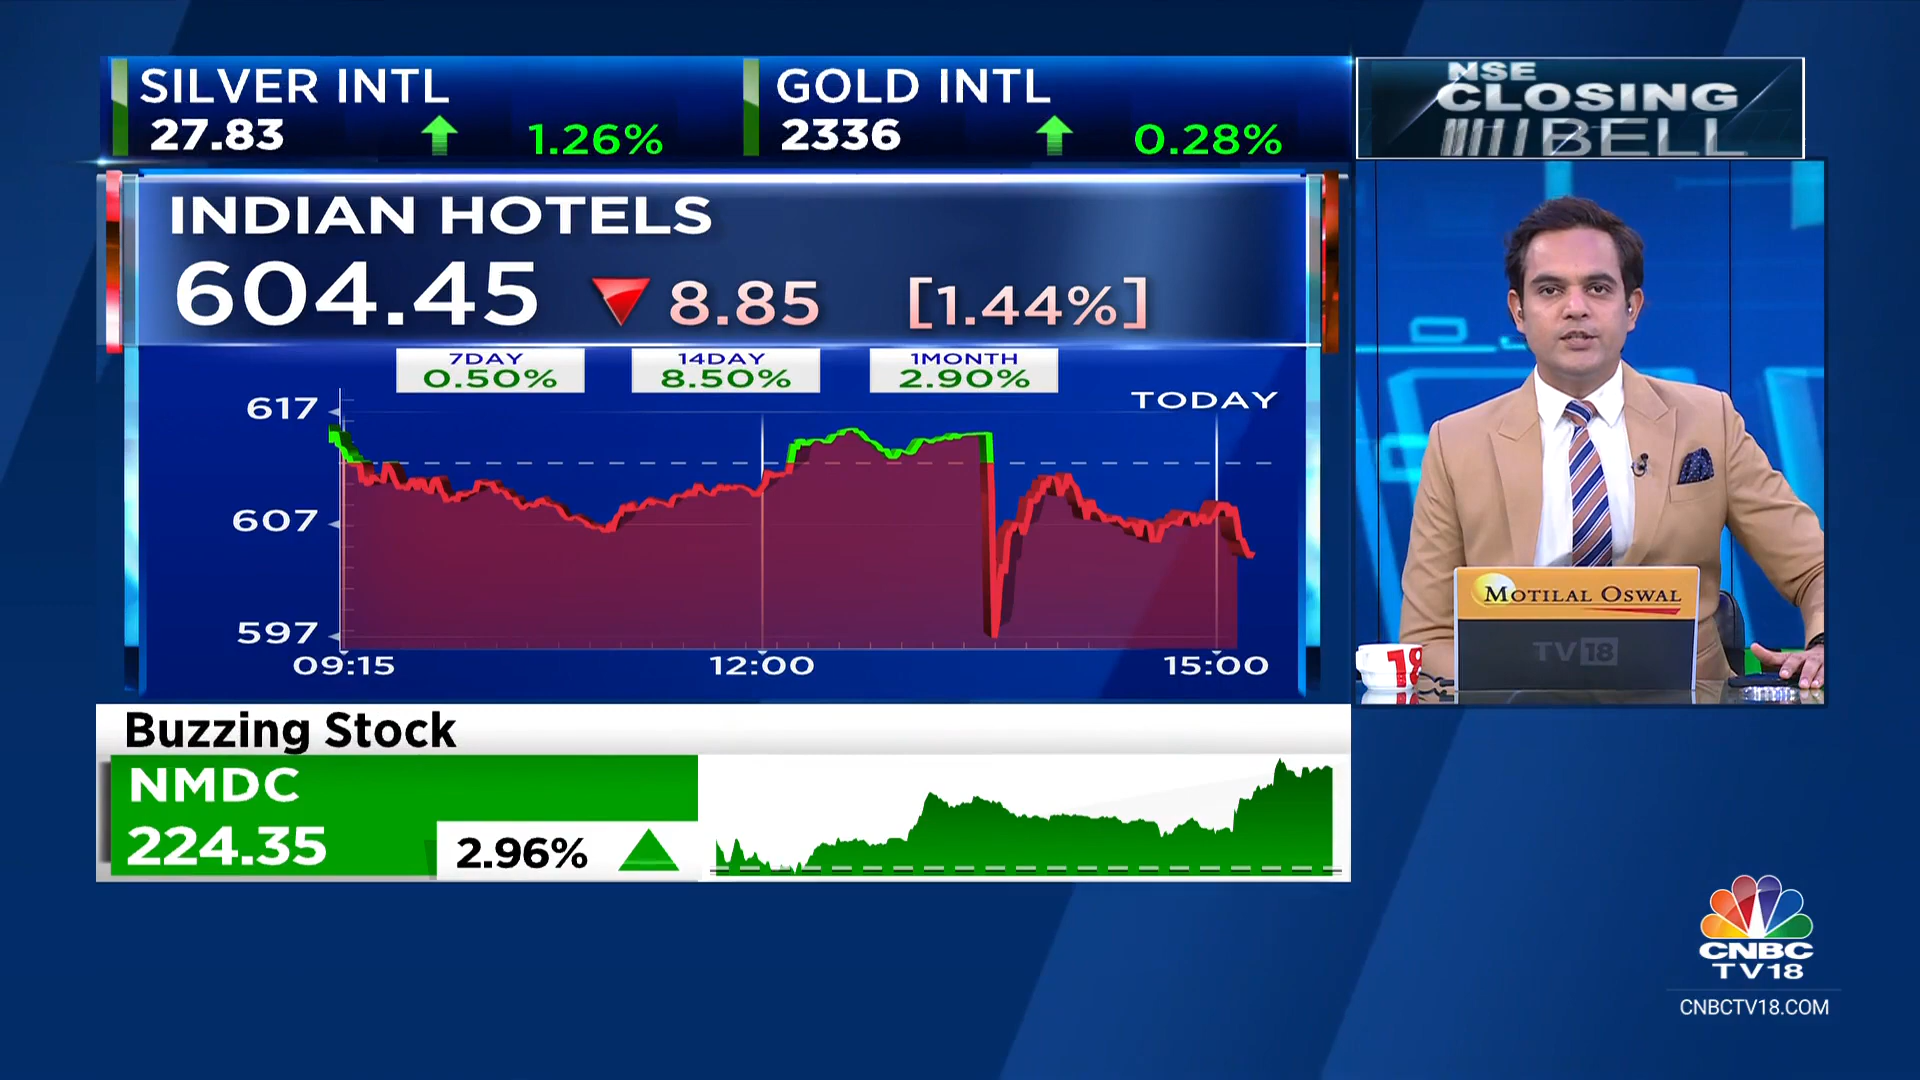 SILVER INTL
27.83 1.26%
GOLD INTL
2336 0.28%
NSE
CLOSING
BELL
INDIAN HOTELS
604.45 8.85 [1.44%]
7DAY
0.50%
14DAY
8.50%
1MONTH
2.90%
TODAY
617
607
597
09:15 12:00 15:00
MOTILAL OSWAL
TV18
18
Buzzing Stock
NMDC
224.35
2.96%
CNBC
TV18
CNBCTV18.COM